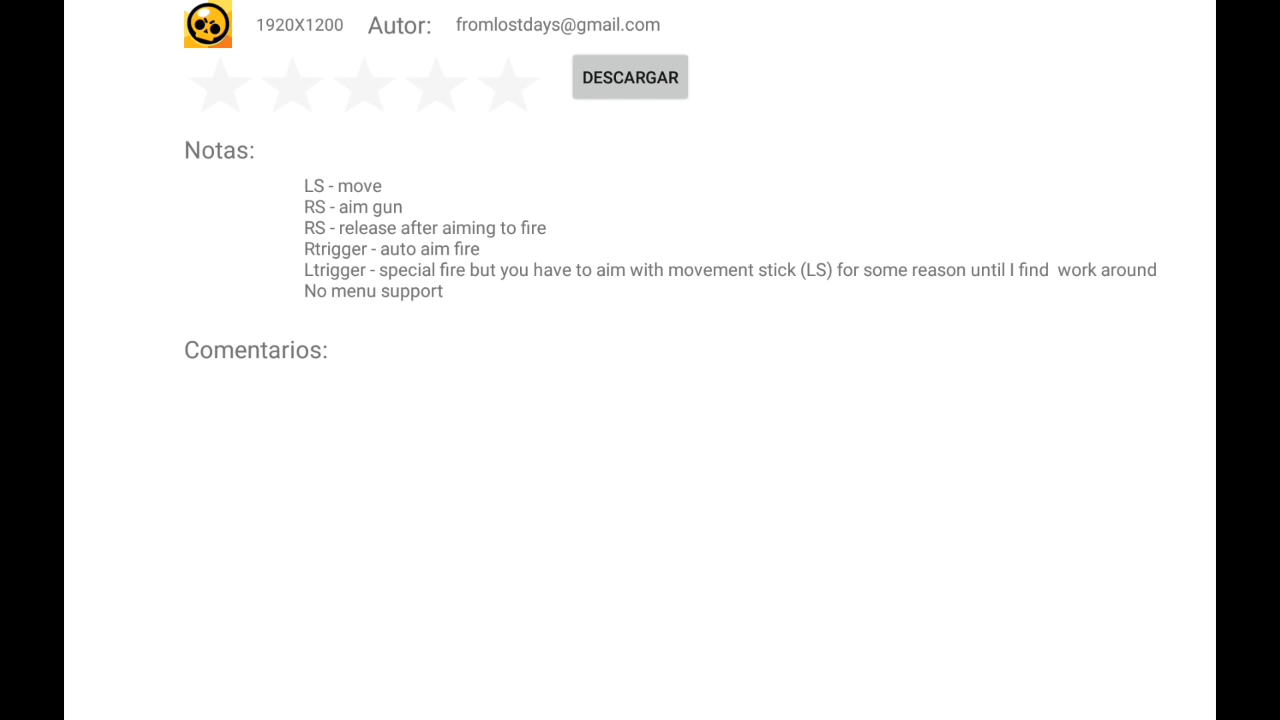 1920X1200 Autor: fromlostdays@gmail.com
DESCARGAR
Notas:
LS - move
RS - aim gun
RS - release after aiming to fire
Rtrigger - auto aim fire
Ltrigger - special fire but you have to aim with movement stick (LS) for some reason until I find  work around
No menu support
Comentarios: